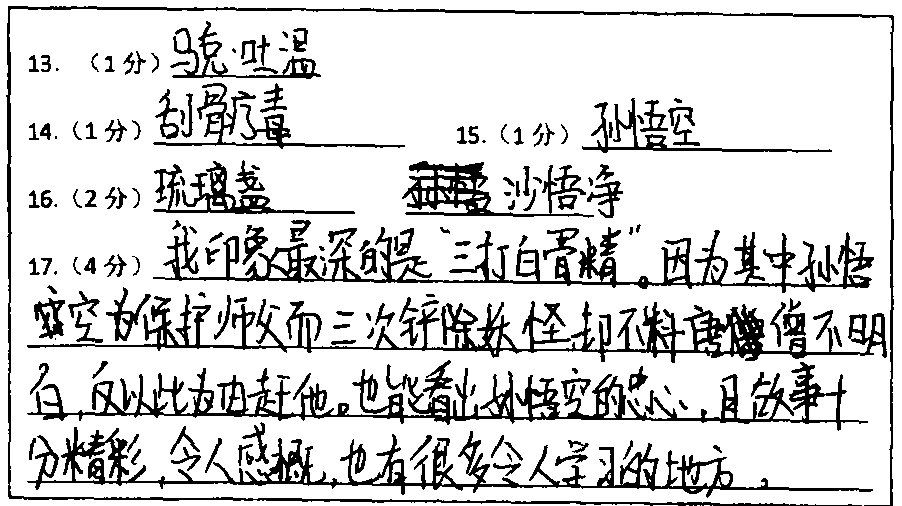 13. （1分）马克·吐温
14.（1分）刮骨疗毒 15.（1分）孙悟空
16.（2分）琉璃盏 沙悟净
17.（4分）我印象最深的是“三打白骨精”。因为其中孙悟
空为保护师父而三次铲除妖怪,却不料唐僧不明
白,反以此为由赶他。也能看出孙悟空的忠心,且故事十
分精彩,令人感概,也有很多令人学习的地方。